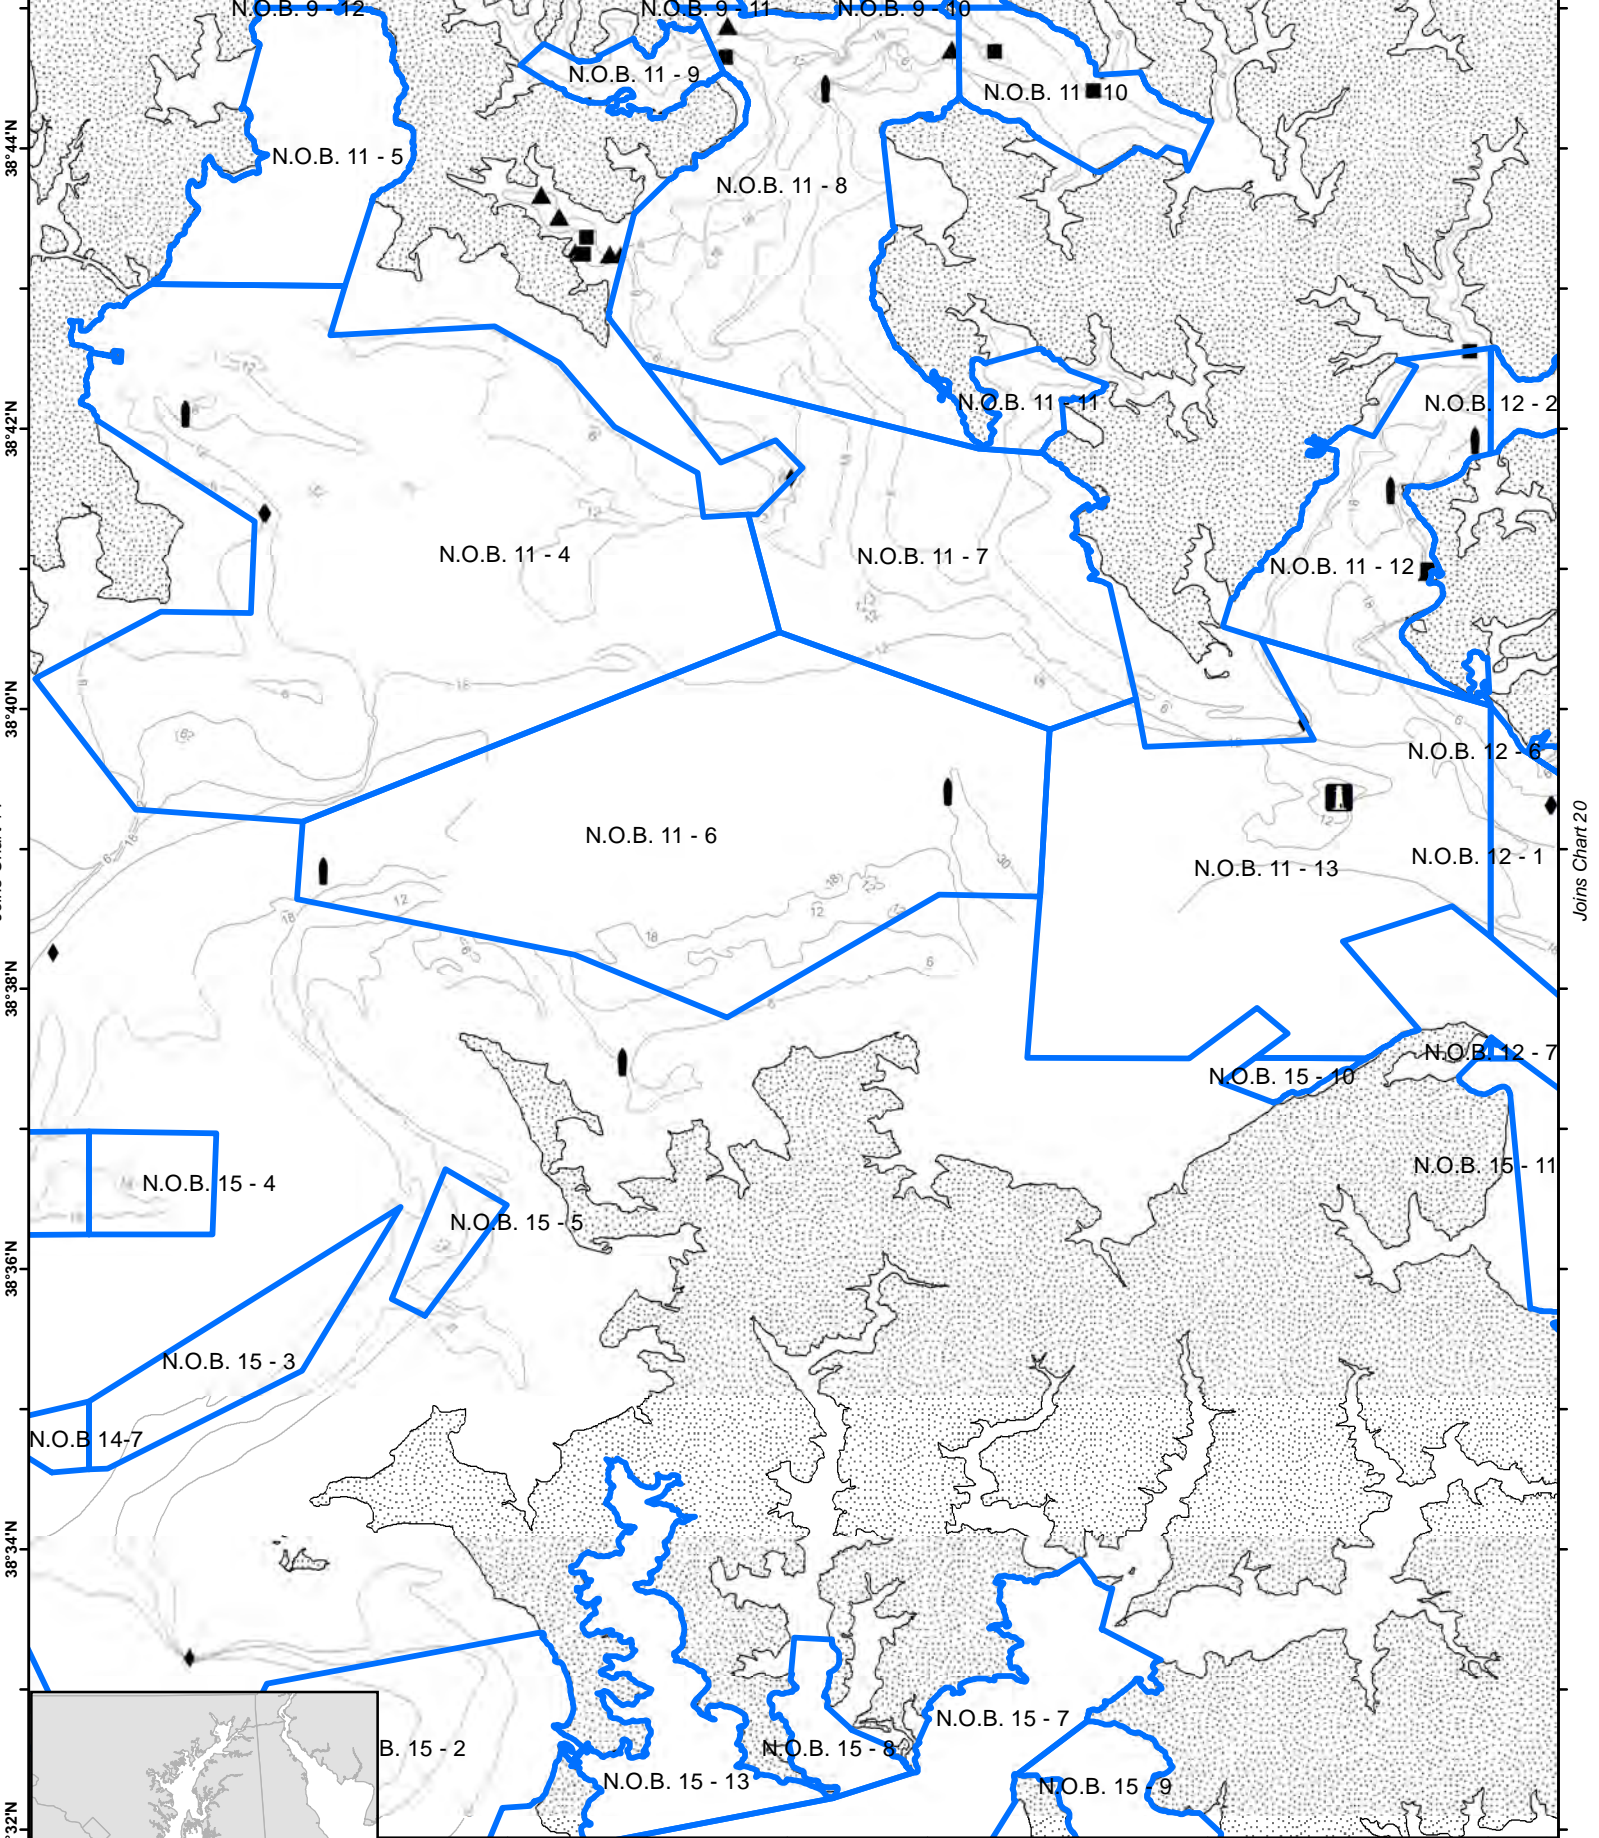 N.O.B. 9 - 12
N.O.B. 9 - 11
N.O.B. 9 - 10
N.O.B. 11 - 9
N.O.B. 11 - 10
38°44'N
N.O.B. 11 - 5
N.O.B. 11 - 8
38°42'N
N.O.B. 11 - 11
N.O.B. 12 - 2
N.O.B. 11 - 4
N.O.B. 11 - 7
N.O.B. 11 - 12
38°40'N
N.O.B. 12 - 6
N.O.B. 11 - 6
N.O.B. 11 - 13
N.O.B. 12 - 1
Joins Chart 20
38°38'N
N.O.B. 12 - 7
N.O.B. 15 - 10
N.O.B. 15 - 4
N.O.B. 15 - 11
N.O.B. 15 - 5
38°36'N
N.O.B. 15 - 3
N.O.B 14-7
38°34'N
N.O.B. 15 - 7
B. 15 - 2
N.O.B. 15 - 8
N.O.B. 15 - 13
N.O.B. 15 - 9
32'N